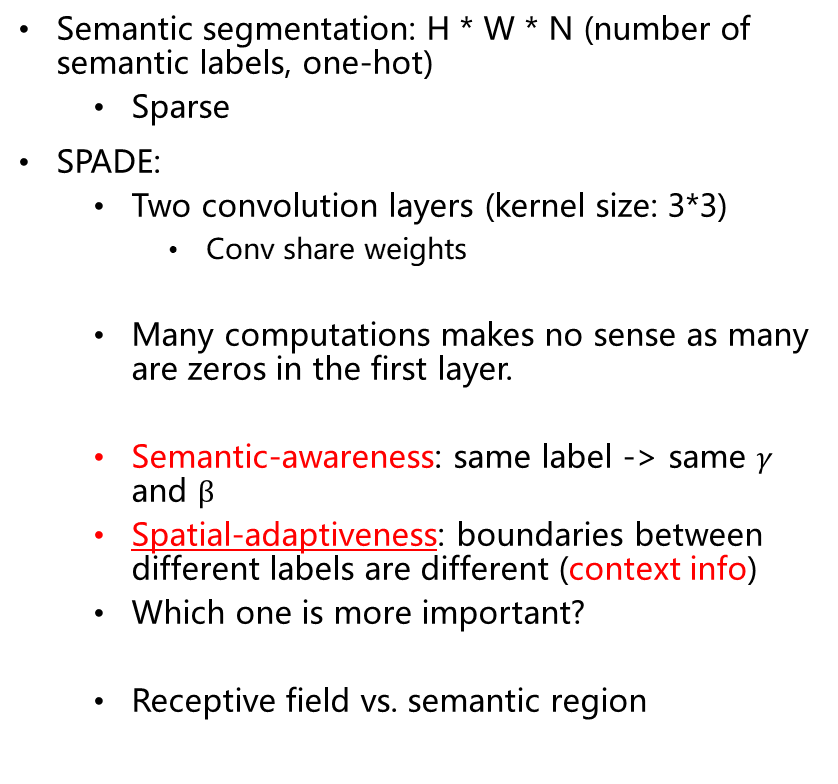 • Semantic segmentation: H * W * N (number of
semantic labels, one-hot)
• Sparse
• SPADE:
• Two convolution layers (kernel size: 3*3)
• Conv share weights
• Many computations makes no sense as many
are zeros in the first layer.
• Semantic-awareness: same label -> same γ
and β
• Spatial-adaptiveness: boundaries between
different labels are different (context info)
• Which one is more important?
• Receptive field vs. semantic region